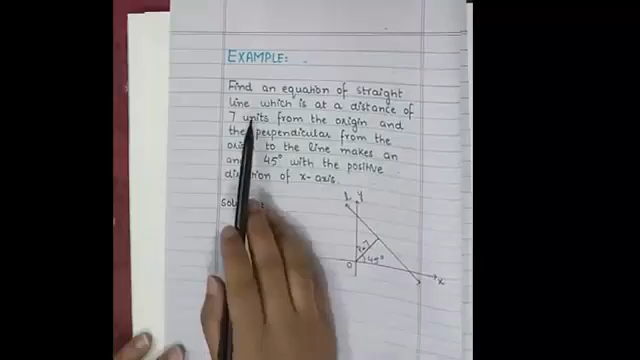 EXAMPLE:
Find an equation of straight
line which is at a distance of
7 units from the origin and
the perpendicular from the
to the line makes an
45° with the positive
of x-axis.
l y
7
45°
O
x